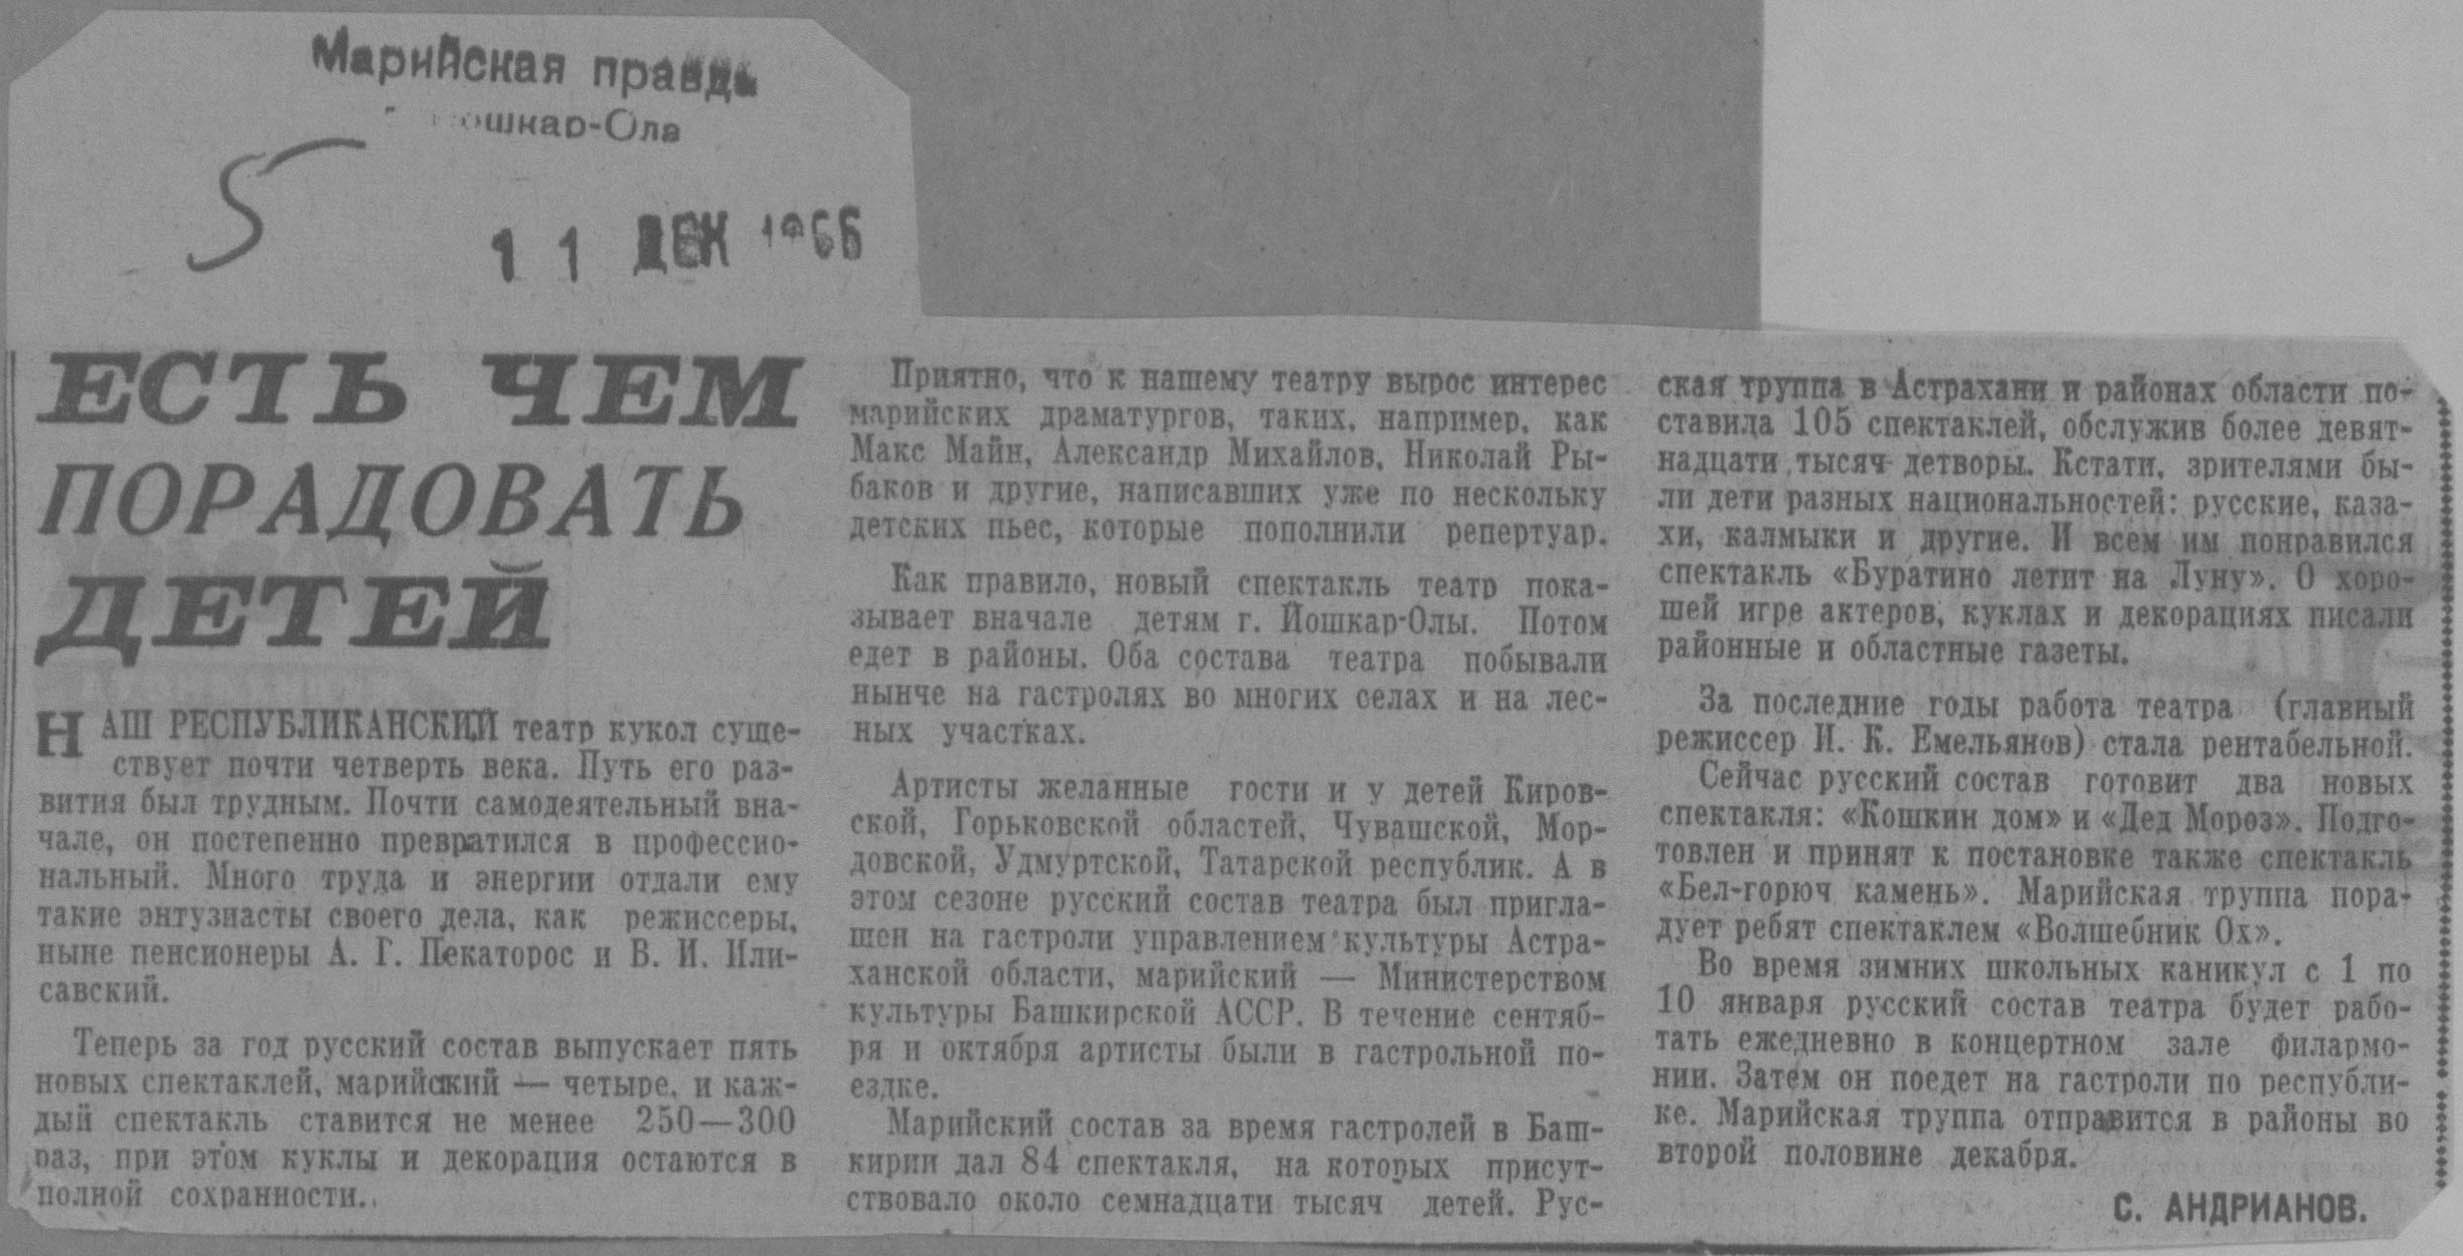 Марийская правда
ошкар-Ола
5
11 ДЕК 1966
ЕСТЬ ЧЕМ
ПОРАДОВАТЬ
ДЕТЕЙ
НАШ РЕСПУБЛИКАНСКИЙ театр кукол суще-
ствует почти четверть века. Путь его раз-
вития был трудным. Почти самодеятельный вна-
чале, он постепенно превратился в профессио-
нальный. Много труда и энергии отдали ему
такие энтузиасты своего дела, как режиссеры,
ныне пенсионеры А. Г. Пекаторос и В. И. Или-
савский.
Теперь за год русский состав выпускает пять
новых спектаклей, марийский — четыре, и каж-
дый спектакль ставится не менее 250—300
раз, при этом куклы и декорация остаются в
полной сохранности.
Приятно, что к нашему театру вырос интерес
марийских драматургов, таких, например, как
Макс Майн, Александр Михайлов, Николай Ры-
баков и другие, написавших уже по нескольку
детских пьес, которые пополнили репертуар.
Как правило, новый спектакль театр пока-
зывает вначале детям г. Йошкар-Олы. Потом
едет в районы. Оба состава театра побывали
нынче на гастролях во многих селах и на лес-
ных участках.
Артисты желанные гости и у детей Киров-
ской, Горьковской областей, Чувашской, Мор-
довской, Удмуртской, Татарской республик. А в
этом сезоне русский состав театра был пригла-
шен на гастроли управлением культуры Астра-
ханской области, марийский — Министерством
культуры Башкирской АССР. В течение сентяб-
ря и октября артисты были в гастрольной по-
ездке.
Марийский состав за время гастролей в Баш-
кирии дал 84 спектакля, на которых присут-
ствовало около семнадцати тысяч детей. Рус-
ская труппа в Астрахани и районах области по-
ставила 105 спектаклей, обслужив более девят-
надцати тысяч детворы. Кстати, зрителями бы-
ли дети разных национальностей: русские, каза-
хи, калмыки и другие. И всем им понравился
спектакль «Буратино летит на Луну». О хоро-
шей игре актеров, куклах и декорациях писали
районные и областные газеты.
За последние годы работа театра (главный
режиссер И. К. Емельянов) стала рентабельной.
Сейчас русский состав готовит два новых
спектакля: «Кошкин дом» и «Дед Мороз». Подго-
товлен и принят к постановке также спектакль
«Бел-горюч камень». Марийская труппа пора-
дует ребят спектаклем «Волшебник Ох».
Во время зимних школьных каникул с 1 по
10 января русский состав театра будет рабо-
тать ежедневно в концертном зале филармо-
нии. Затем он поедет на гастроли по республи-
ке. Марийская труппа отправится в районы во
второй половине декабря.
С. АНДРИАНОВ.